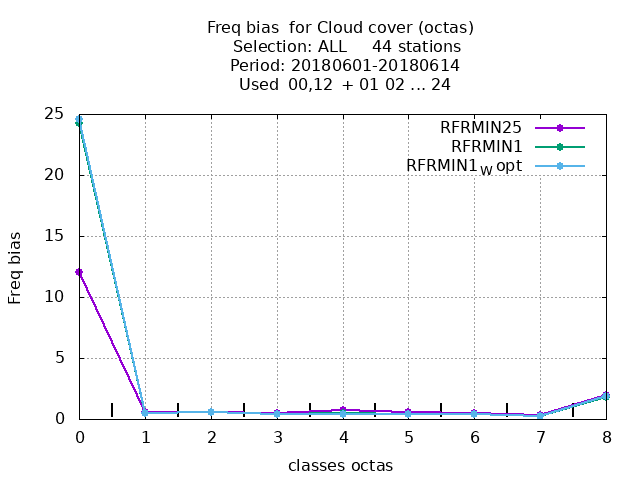 Freq bias  for Cloud cover (octas)
Selection: ALL     44 stations
Period: 20180601-20180614
Used  00,12  + 01 02 ... 24
25
20
15
10
5
0
Freq bias
RFRMIN25
RFRMIN1
RFRMIN1W opt
0 1 2 3 4 5 6 7 8
classes octas